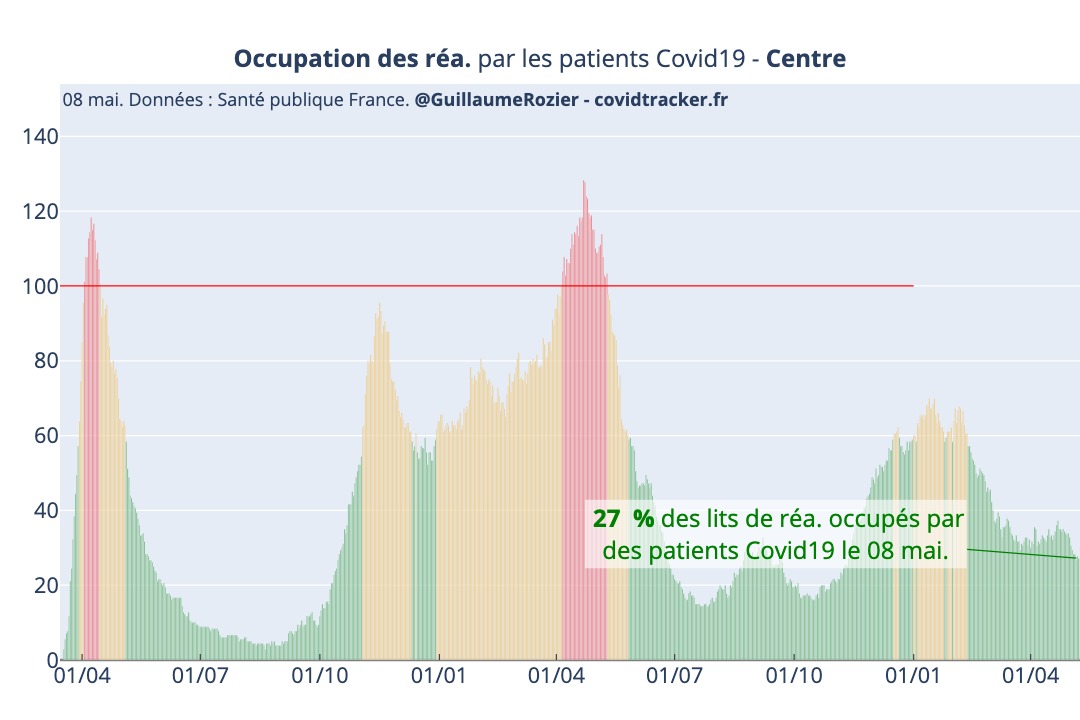 Occupation des réa. par les patients Covid19 - Centre
08 mai. Données : Santé publique France. @GuillaumeRozier - covidtracker.fr
140
120
100
80
60
40
20
0
27 % des lits de réa. occupés par
des patients Covid19 le 08 mai.
01/04 01/07 01/10 01/01 01/04 01/07 01/10 01/01 01/04